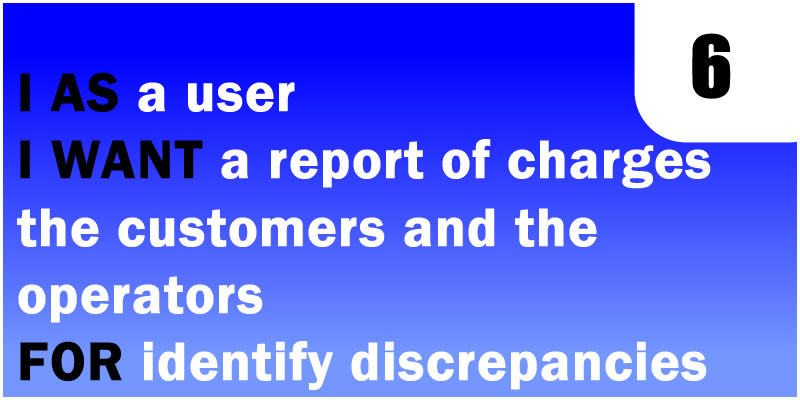 6
I AS a user
I WANT a report of charges
the customers and the
operators
FOR identify discrepancies